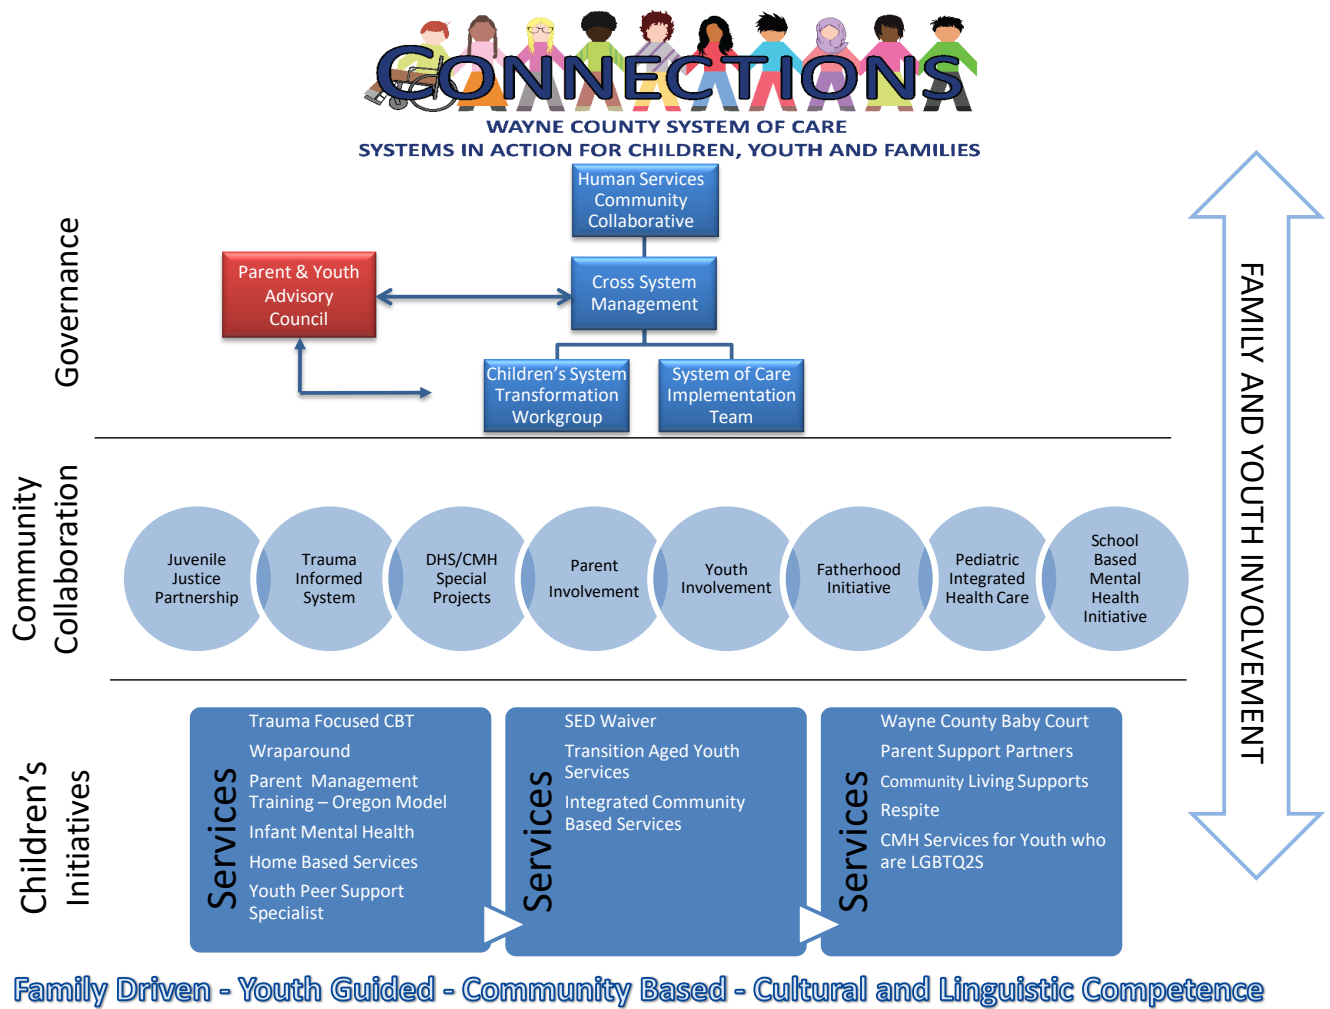 CONNECTIONS
WAYNE COUNTY SYSTEM OF CARE
SYSTEMS IN ACTION FOR CHILDREN, YOUTH AND FAMILIES
Governance
Human Services
Community
Collaborative
Parent & Youth
Advisory
Council
Cross System
Management
Children's System
Transformation
Workgroup
System of Care
Implementation
Team
FAMILY AND YOUTH INVOLVEMENT
Community
Collaboration
Juvenile
Justice
Partnership
Trauma
Informed
System
DHS/CMH
Special
Projects
Parent
Involvement
Youth
Involvement
Fatherhood
Initiative
Pediatric
Integrated
Health Care
School
Based
Mental
Health
Initiative
Children's
Initiatives
Services
Trauma Focused CBT
Wraparound
Parent Management
Training – Oregon Model
Infant Mental Health
Home Based Services
Youth Peer Support
Specialist
Services
SED Waiver
Transition Aged Youth
Services
Integrated Community
Based Services
Services
Wayne County Baby Court
Parent Support Partners
Community Living Supports
Respite
CMH Services for Youth who
are LGBTQ2S
Family Driven - Youth Guided - Community Based - Cultural and Linguistic Competence